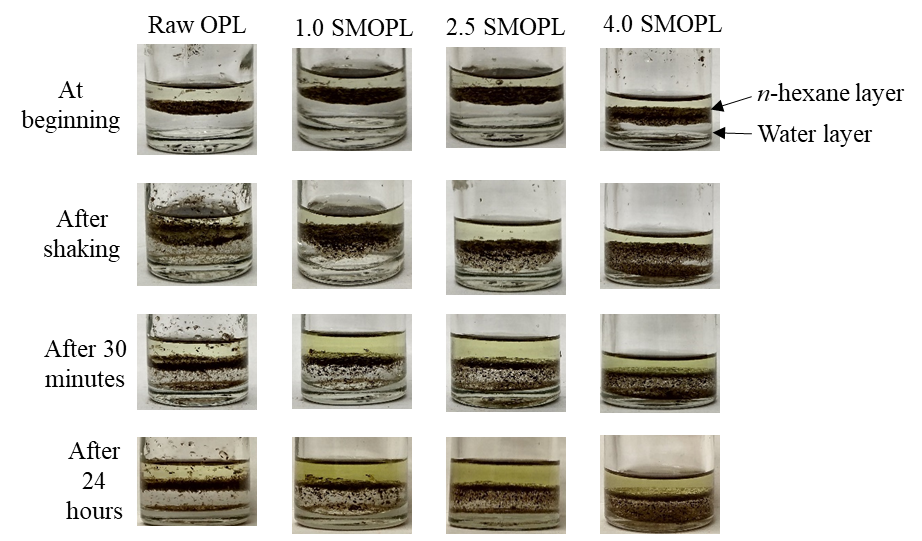 Raw OPL
1.0 SMOPL
2.5 SMOPL
4.0 SMOPL
At
beginning
n-hexane layer
Water layer
After
shaking
After 30
minutes
After
24
hours